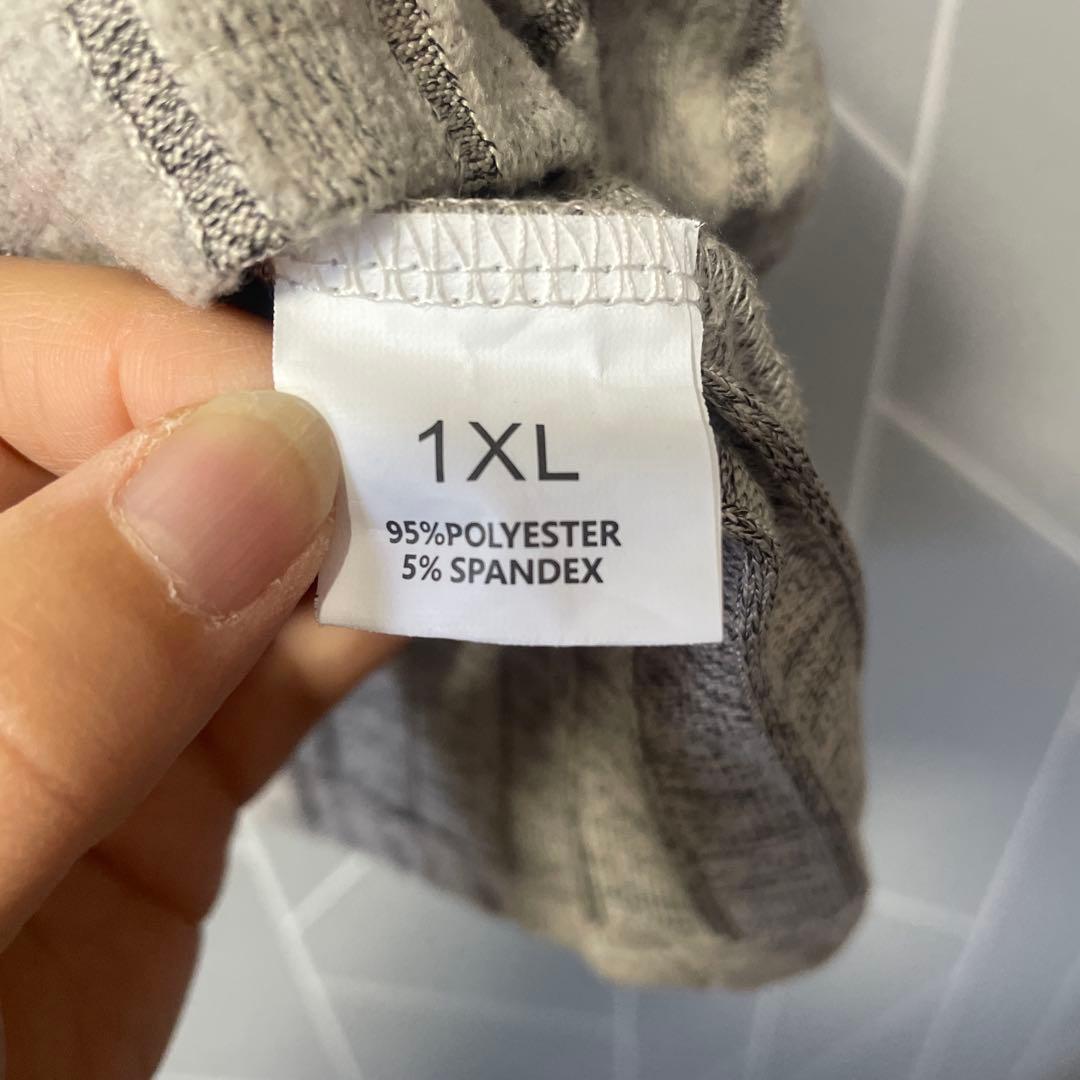 1XL
95%POLYESTER
5% SPANDEX